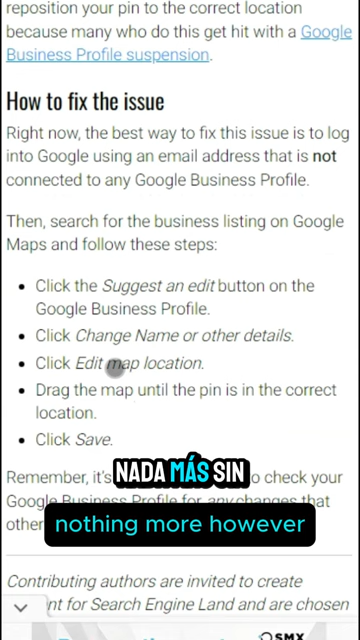 reposition your pin to the correct location
because many who do this get hit with a Google
Business Profile suspension.
How to fix the issue
Right now, the best way to fix this issue is to log
into Google using an email address that is not
connected to any Google Business Profile.
Then, search for the business listing on Google
Maps and follow these steps:
• Click the Suggest an edit button on the
Google Business Profile.
• Click Change Name or other details.
• Click Edit map location.
• Drag the map until the pin is in the correct
location.
• Click Save.
Remember, it's
to check your
NADA MÁS SIN
Google Business Profile for any changes that
other
nothing more however
Contributing authors are invited to create
nt for Search Engine Land and are chosen
SMX